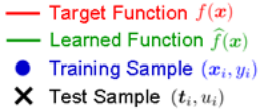 Target Function f(x)
Learned Function f̂(x)
Training Sample (xᵢ, yᵢ)
Test Sample (tᵢ, uᵢ)